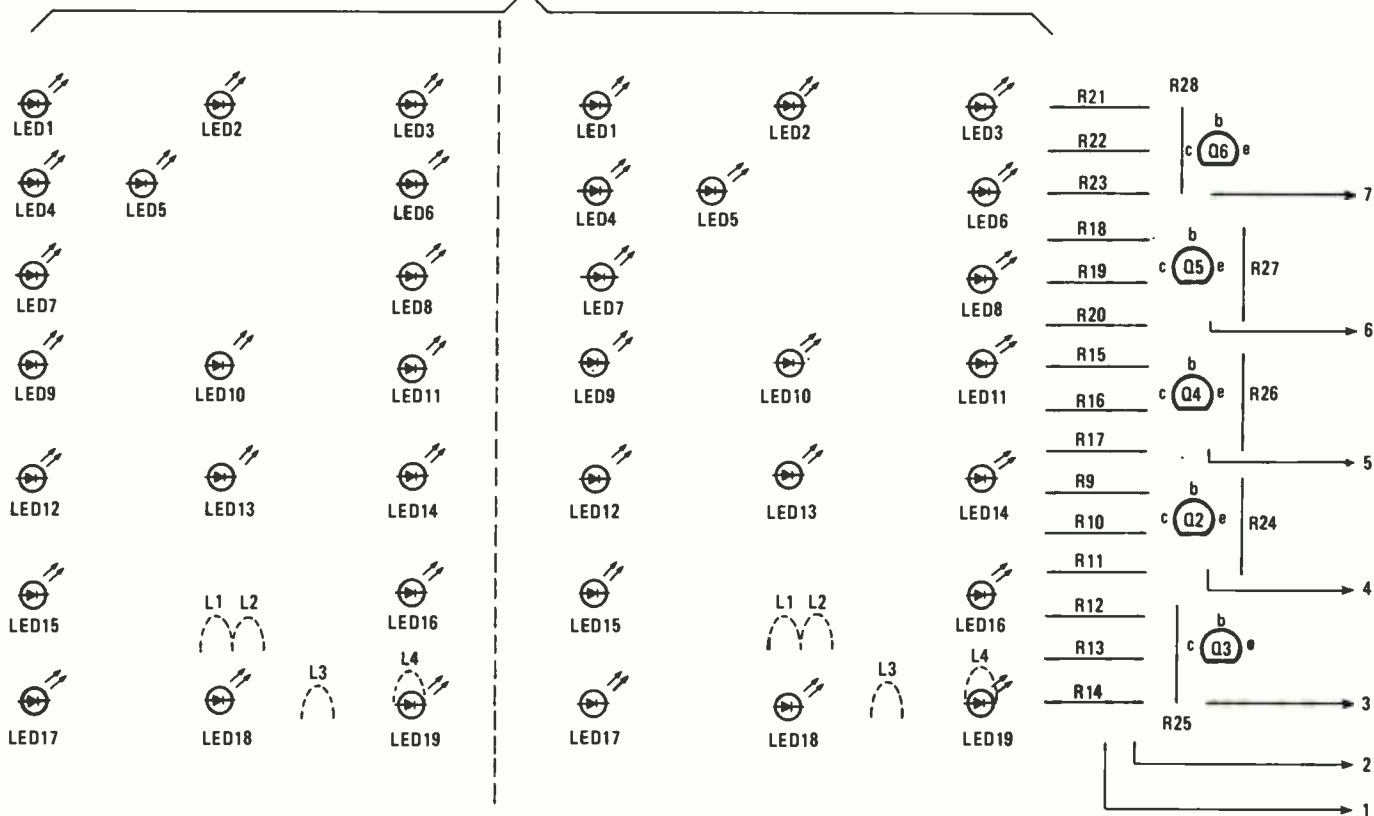 R21 R28
b
LED1 LED2 LED3 LED1 LED2 LED3
R22 c Q6 e
R23 7
LED4 LED5 LED6 LED4 LED5 LED6
R18 b
c Q5 e R27
R19
LED7 LED8 LED7 LED8
R20 6
R15 b
LED9 LED10 LED11 LED9 LED10 LED11
R16 c Q4 e R26
R17 5
R9 b
LED12 LED13 LED14 LED12 LED13 LED14
R10 c Q2 e R24
R11 4
L1 L2 L1 L2
R12 b
LED15 LED16 LED15 LED16
R13 c Q3 e
L3 L4 L3 L4
R14 3
R25
LED17 LED18 LED19 LED17 LED18 LED19
2
1